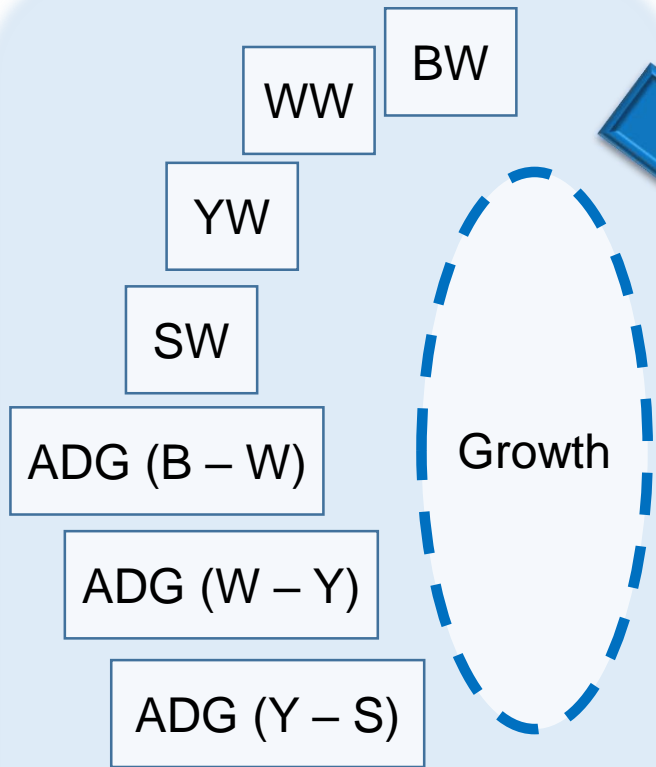 BW
WW
YW
SW
ADG (B – W)
Growth
ADG (W – Y)
ADG (Y – S)